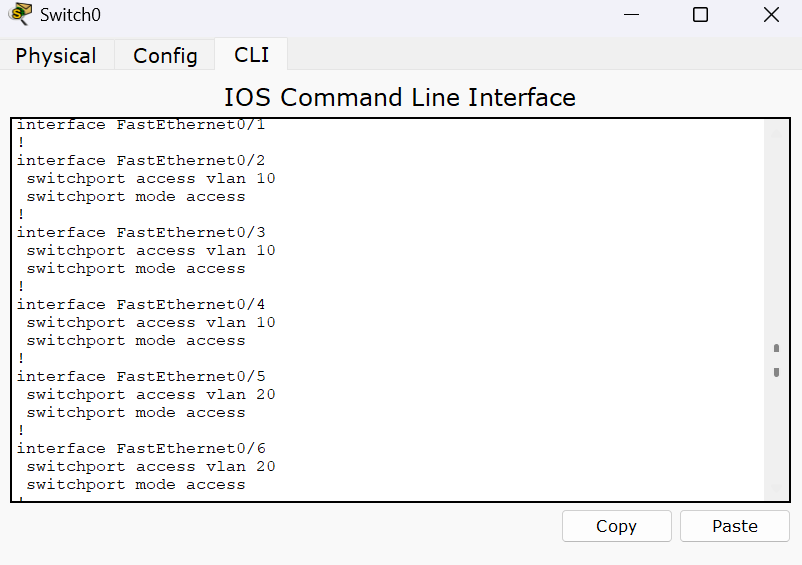 Switch0
Physical Config CLI
IOS Command Line Interface
interface FastEthernet0/1
!
interface FastEthernet0/2
 switchport access vlan 10
 switchport mode access
!
interface FastEthernet0/3
 switchport access vlan 10
 switchport mode access
!
interface FastEthernet0/4
 switchport access vlan 10
 switchport mode access
!
interface FastEthernet0/5
 switchport access vlan 20
 switchport mode access
!
interface FastEthernet0/6
 switchport access vlan 20
 switchport mode access
!
Copy Paste